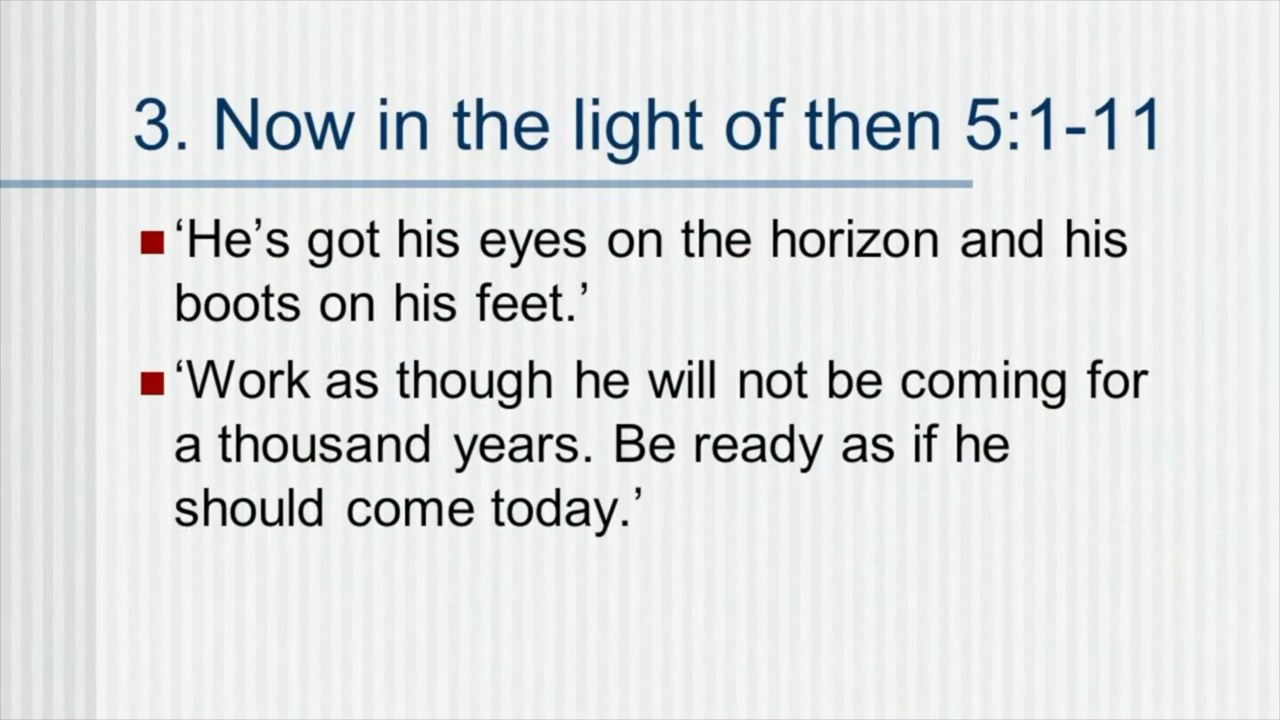 3. Now in the light of then 5:1-11
‘He’s got his eyes on the horizon and his
boots on his feet.’
‘Work as though he will not be coming for
a thousand years. Be ready as if he
should come today.’